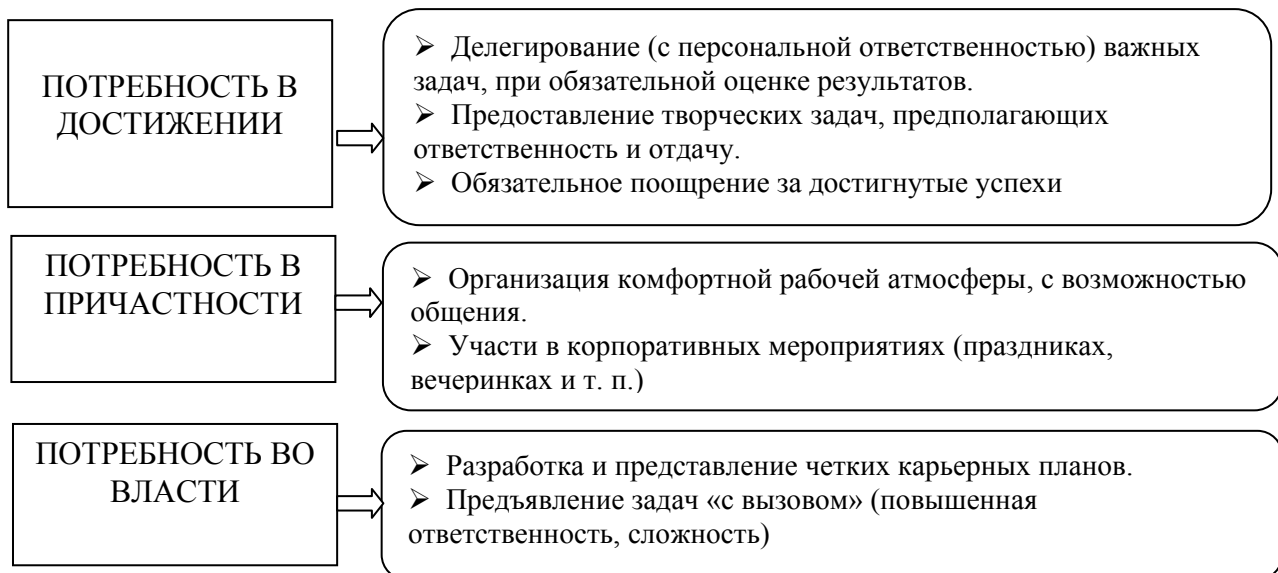 ПОТРЕБНОСТЬ В
ДОСТИЖЕНИИ
➢ Делегирование (с персональной ответственностью) важных
задач, при обязательной оценке результатов.
➢ Предоставление творческих задач, предполагающих
ответственность и отдачу.
➢ Обязательное поощрение за достигнутые успехи
ПОТРЕБНОСТЬ В
ПРИЧАСТНОСТИ
➢ Организация комфортной рабочей атмосферы, с возможностью
общения.
➢ Участи в корпоративных мероприятиях (праздниках,
вечеринках и т. п.)
ПОТРЕБНОСТЬ ВО
ВЛАСТИ
➢ Разработка и представление четких карьерных планов.
➢ Предъявление задач «с вызовом» (повышенная
ответственность, сложность)